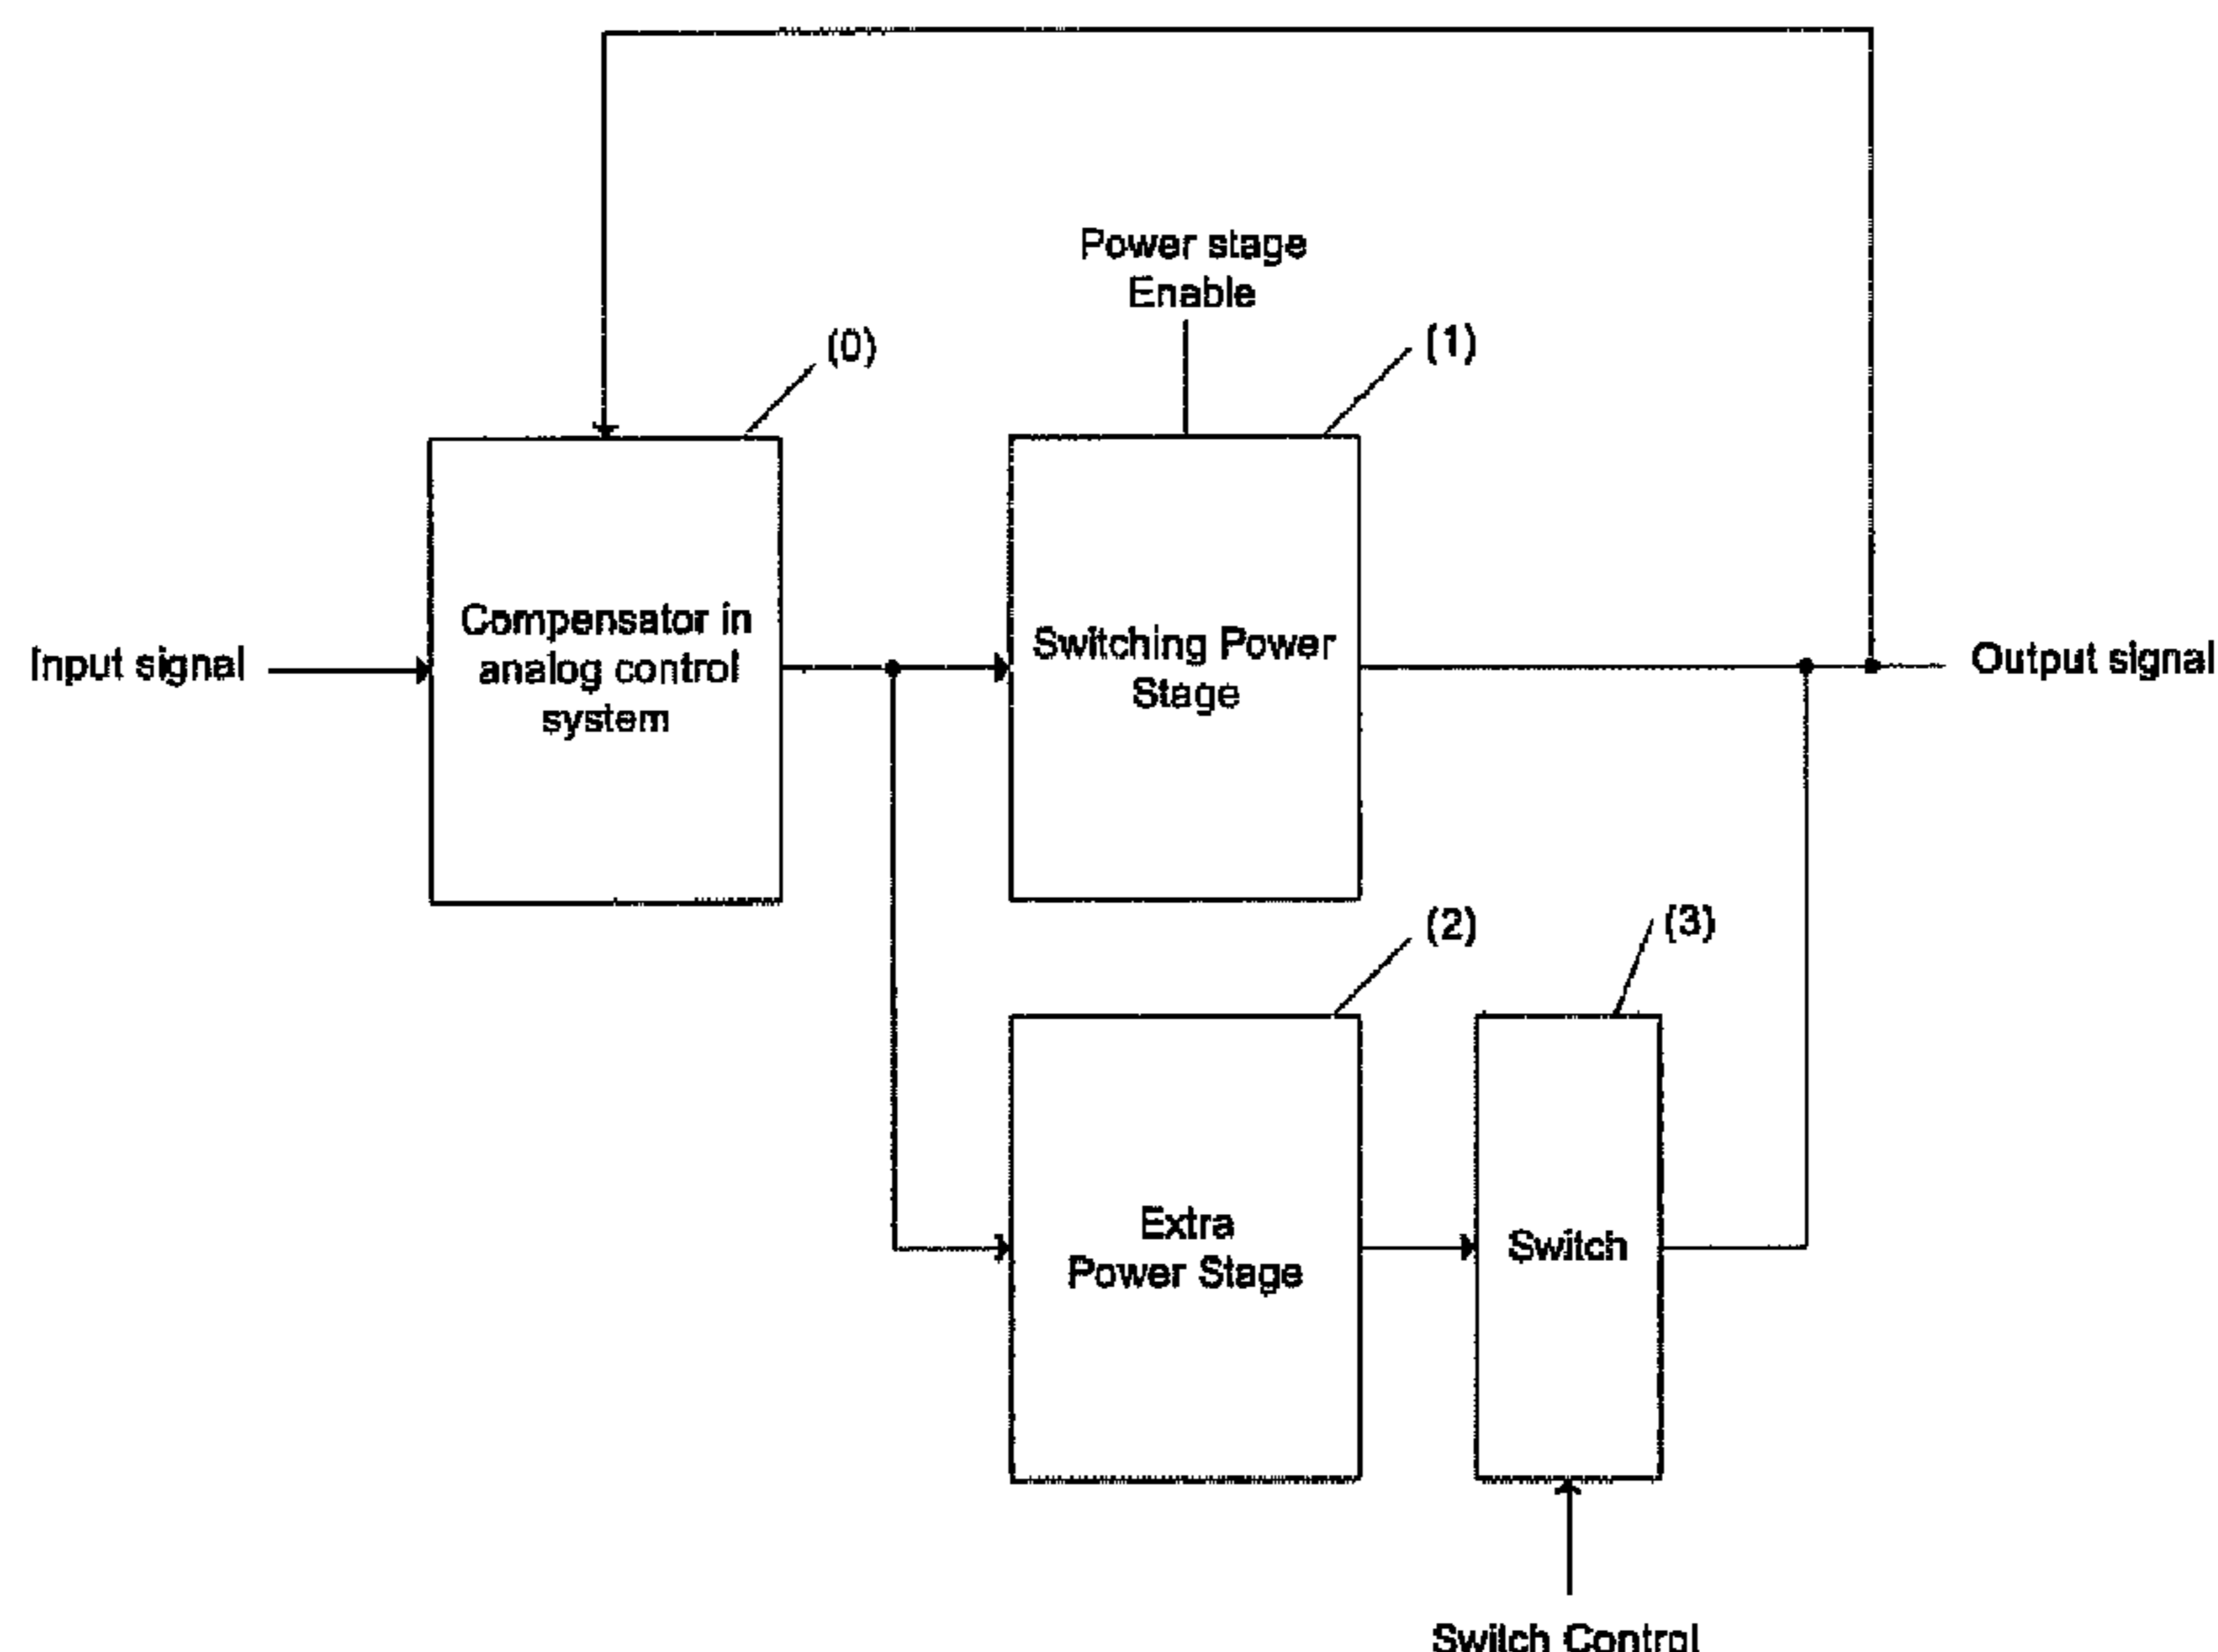 Power stage
Enable
(0)
(1)
Compensator in
analog control
system
Input signal
Switching Power
Stage
Output signal
(2)
(3)
Extra
Power Stage
Switch
Switch Control